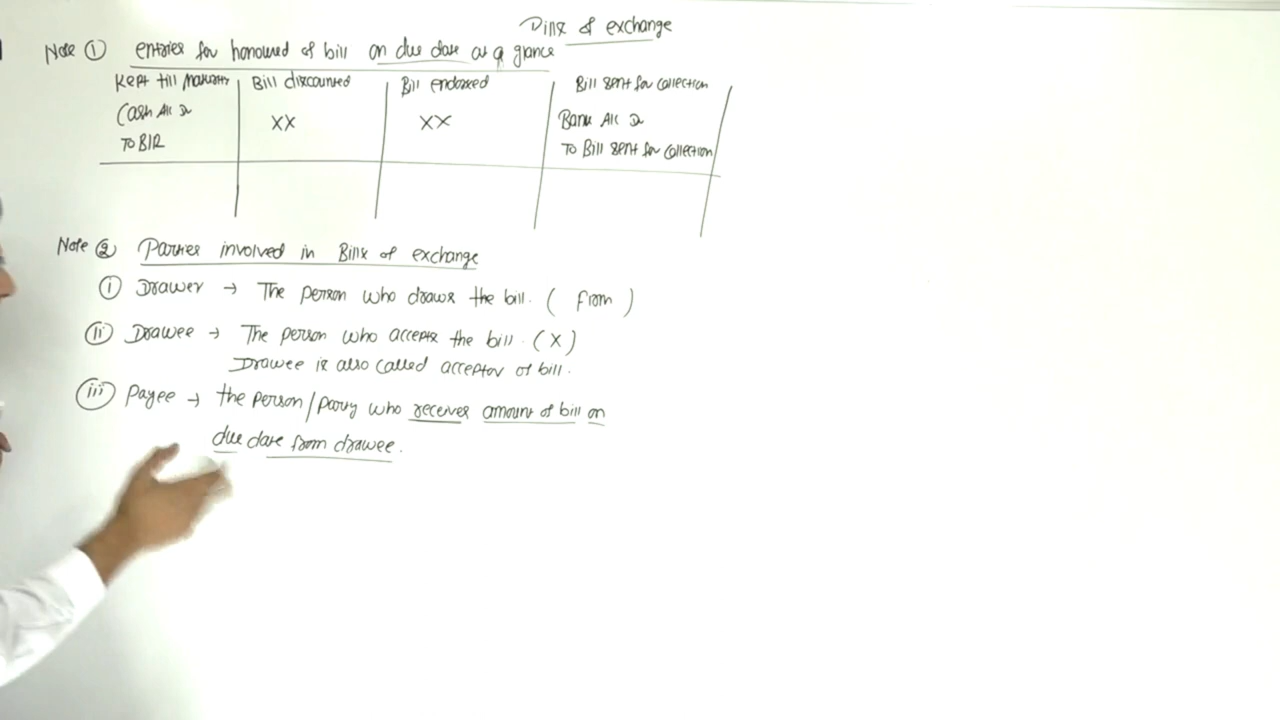 Bills of exchange
Note ① entries for honoured of bill on due date at a glance
Kept till maturity | Bill discounted | Bill endorsed | Bill sent for collection
Cash A/c Dr | XX | XX | Bank A/c Dr
To B/R | To Bill sent for collection
Note ② Parties involved in Bills of exchange
(i) Drawer → The person who draws the bill. ( From )
(ii) Drawee → The person who accepts the bill. (X)
Drawee is also called acceptor of bill.
(iii) Payee → the person/party who receives amount of bill on
due date from drawee.